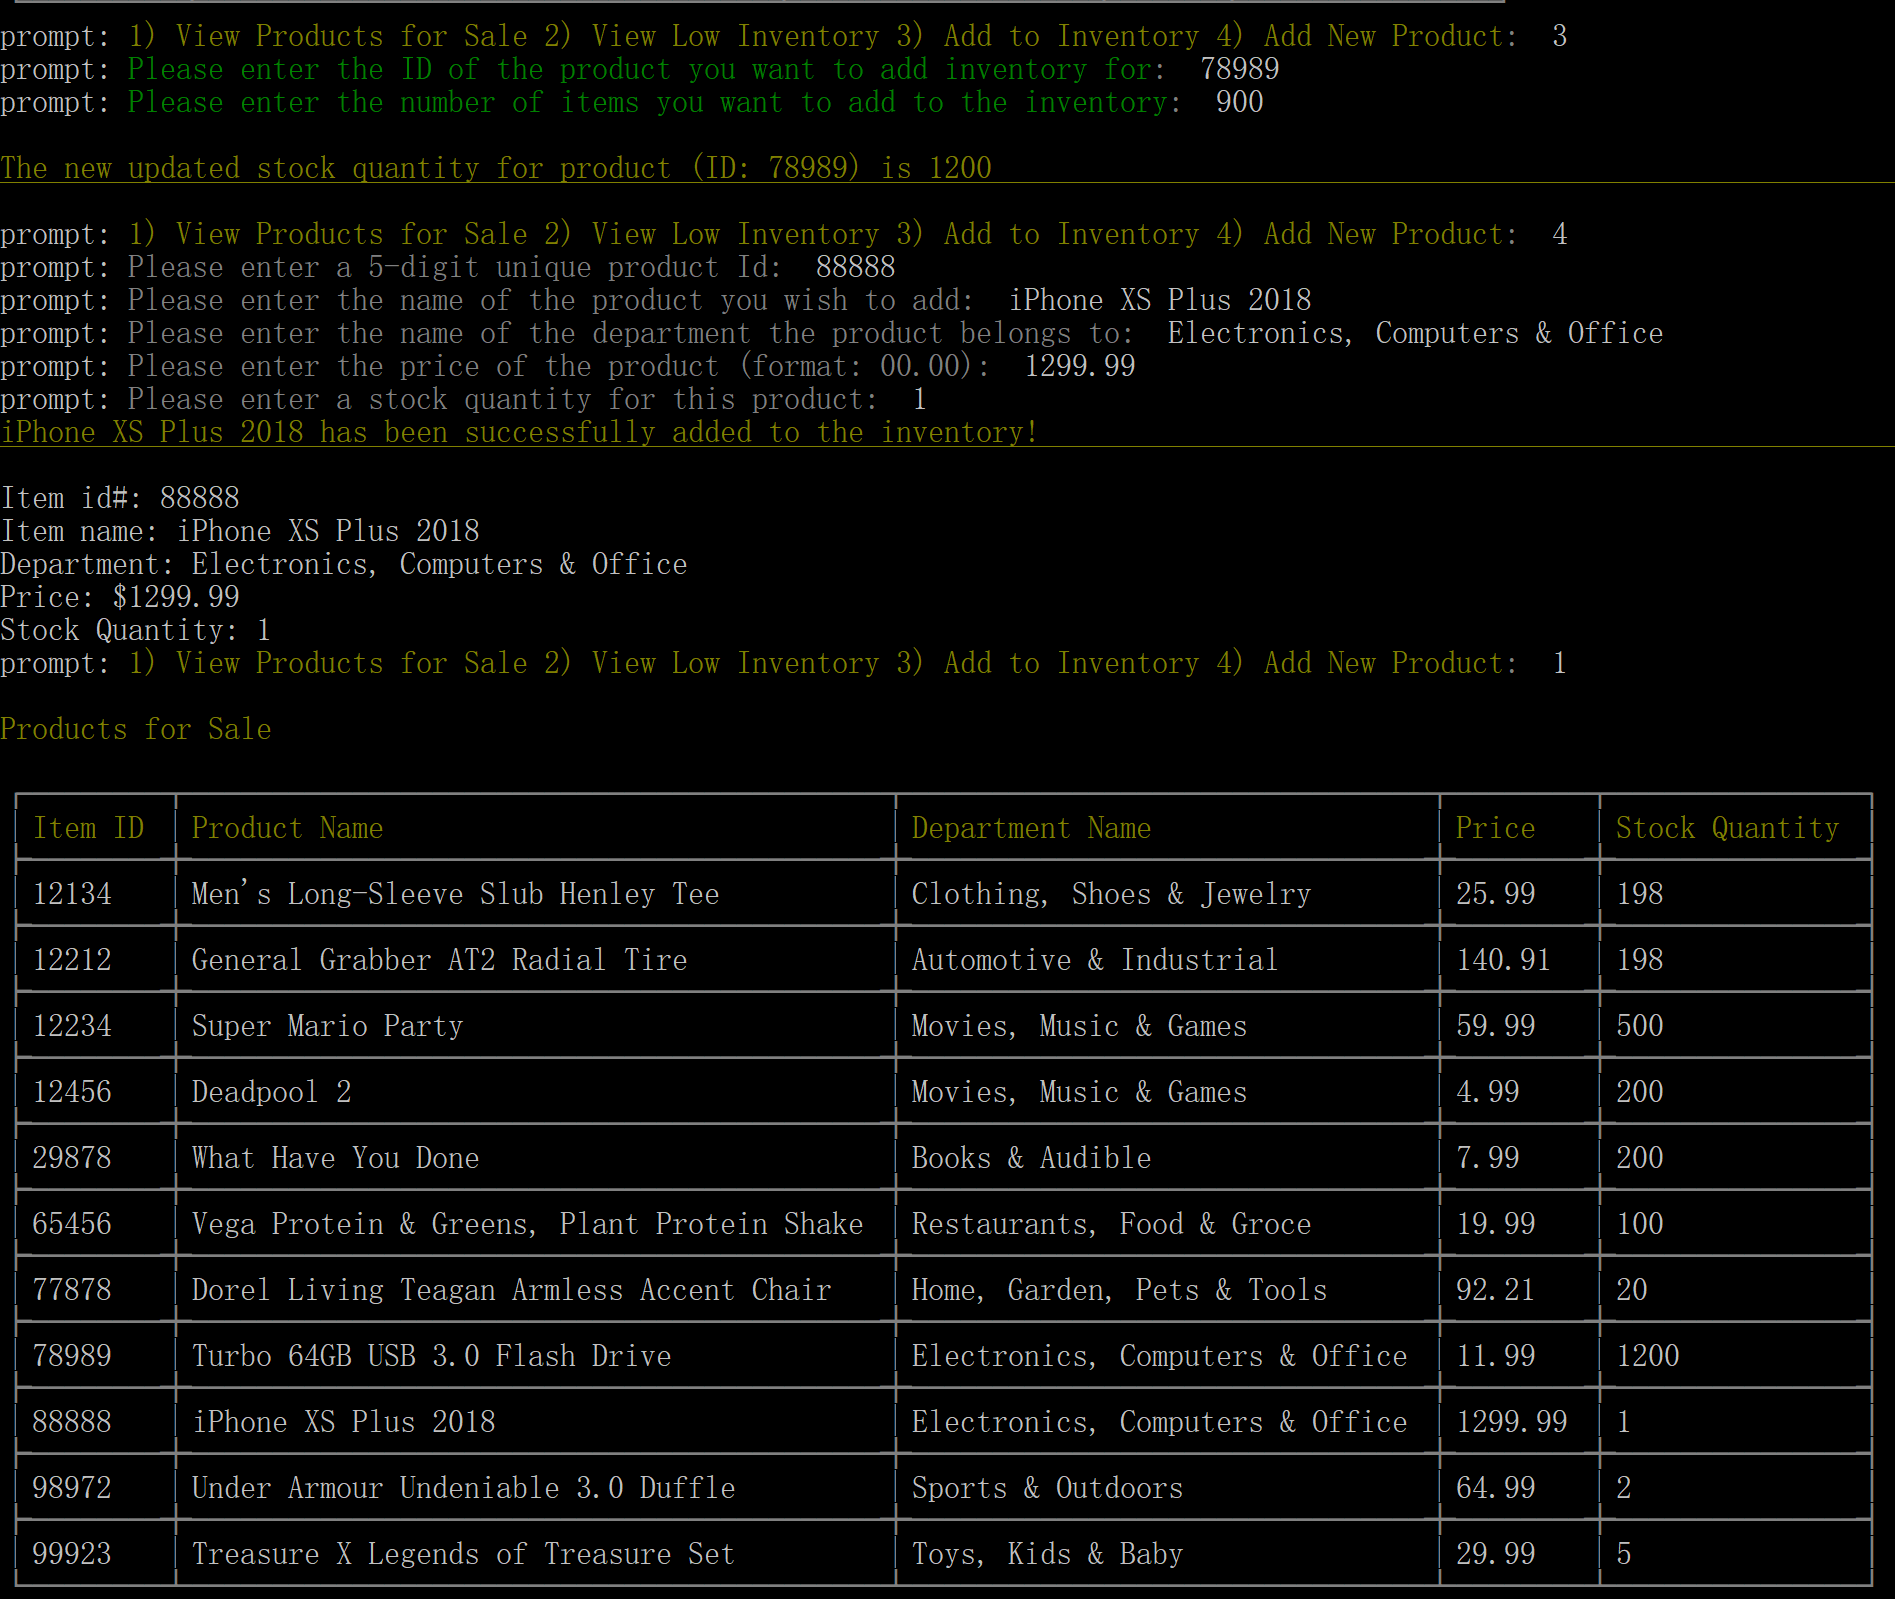 prompt: 1) View Products for Sale 2) View Low Inventory 3) Add to Inventory 4) Add New Product:  3
prompt: Please enter the ID of the product you want to add inventory for:  78989
prompt: Please enter the number of items you want to add to the inventory:  900
The new updated stock quantity for product (ID: 78989) is 1200
prompt: 1) View Products for Sale 2) View Low Inventory 3) Add to Inventory 4) Add New Product:  4
prompt: Please enter a 5-digit unique product Id:  88888
prompt: Please enter the name of the product you wish to add:  iPhone XS Plus 2018
prompt: Please enter the name of the department the product belongs to:  Electronics, Computers & Office
prompt: Please enter the price of the product (format: 00.00):  1299.99
prompt: Please enter a stock quantity for this product:  1
iPhone XS Plus 2018 has been successfully added to the inventory!
Item id#: 88888
Item name: iPhone XS Plus 2018
Department: Electronics, Computers & Office
Price: $1299.99
Stock Quantity: 1
prompt: 1) View Products for Sale 2) View Low Inventory 3) Add to Inventory 4) Add New Product:  1
Products for Sale
Item ID Product Name Department Name Price Stock Quantity
12134 Men's Long-Sleeve Slub Henley Tee Clothing, Shoes & Jewelry 25.99 198
12212 General Grabber AT2 Radial Tire Automotive & Industrial 140.91 198
12234 Super Mario Party Movies, Music & Games 59.99 500
12456 Deadpool 2 Movies, Music & Games 4.99 200
29878 What Have You Done Books & Audible 7.99 200
65456 Vega Protein & Greens, Plant Protein Shake Restaurants, Food & Groce 19.99 100
77878 Dorel Living Teagan Armless Accent Chair Home, Garden, Pets & Tools 92.21 20
78989 Turbo 64GB USB 3.0 Flash Drive Electronics, Computers & Office 11.99 1200
88888 iPhone XS Plus 2018 Electronics, Computers & Office 1299.99 1
98972 Under Armour Undeniable 3.0 Duffle Sports & Outdoors 64.99 2
99923 Treasure X Legends of Treasure Set Toys, Kids & Baby 29.99 5